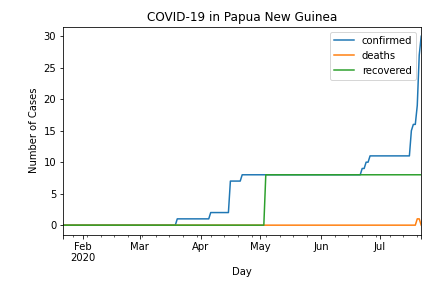 COVID-19 in Papua New Guinea
30
25
20
15
10
5
0
Number of Cases
confirmed
deaths
recovered
Feb
2020
Mar
Apr
May
Jun
Jul
Day